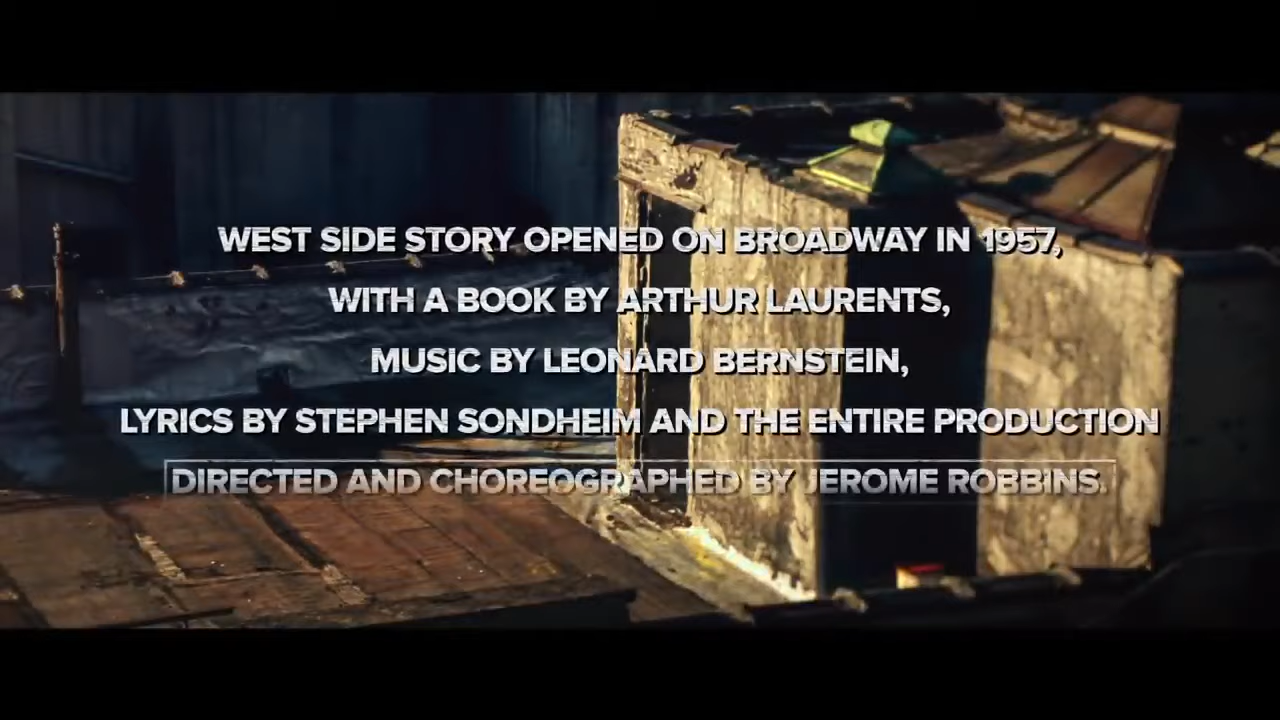 WEST SIDE STORY OPENED ON BROADWAY IN 1957,
WITH A BOOK BY ARTHUR LAURENTS,
MUSIC BY LEONARD BERNSTEIN,
LYRICS BY STEPHEN SONDHEIM AND THE ENTIRE PRODUCTION
DIRECTED AND CHOREOGRAPHED BY JEROME ROBBINS.